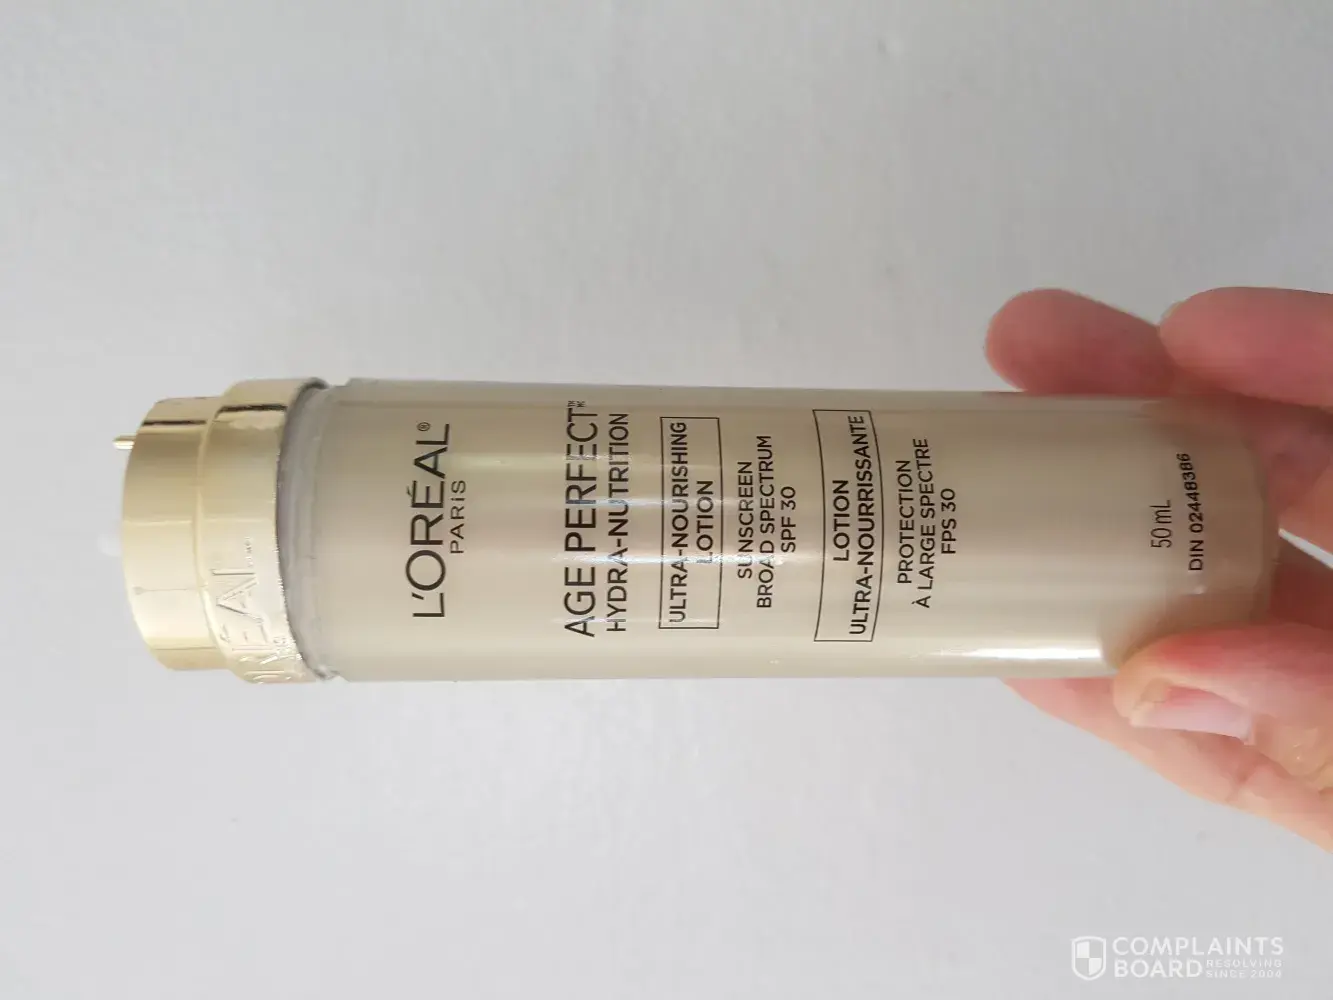 L'ORÉAL®
PARIS
AGE PERFECT™
HYDRA-NUTRITION
ULTRA-NOURISHING
LOTION
SUNSCREEN
BROAD SPECTRUM
SPF 30
LOTION
ULTRA-NOURRISSANTE
PROTECTION
À LARGE SPECTRE
FPS 30
50 mL
DIN 02448386
COMPLAINTS
BOARD RESOLVING
SINCE 2004